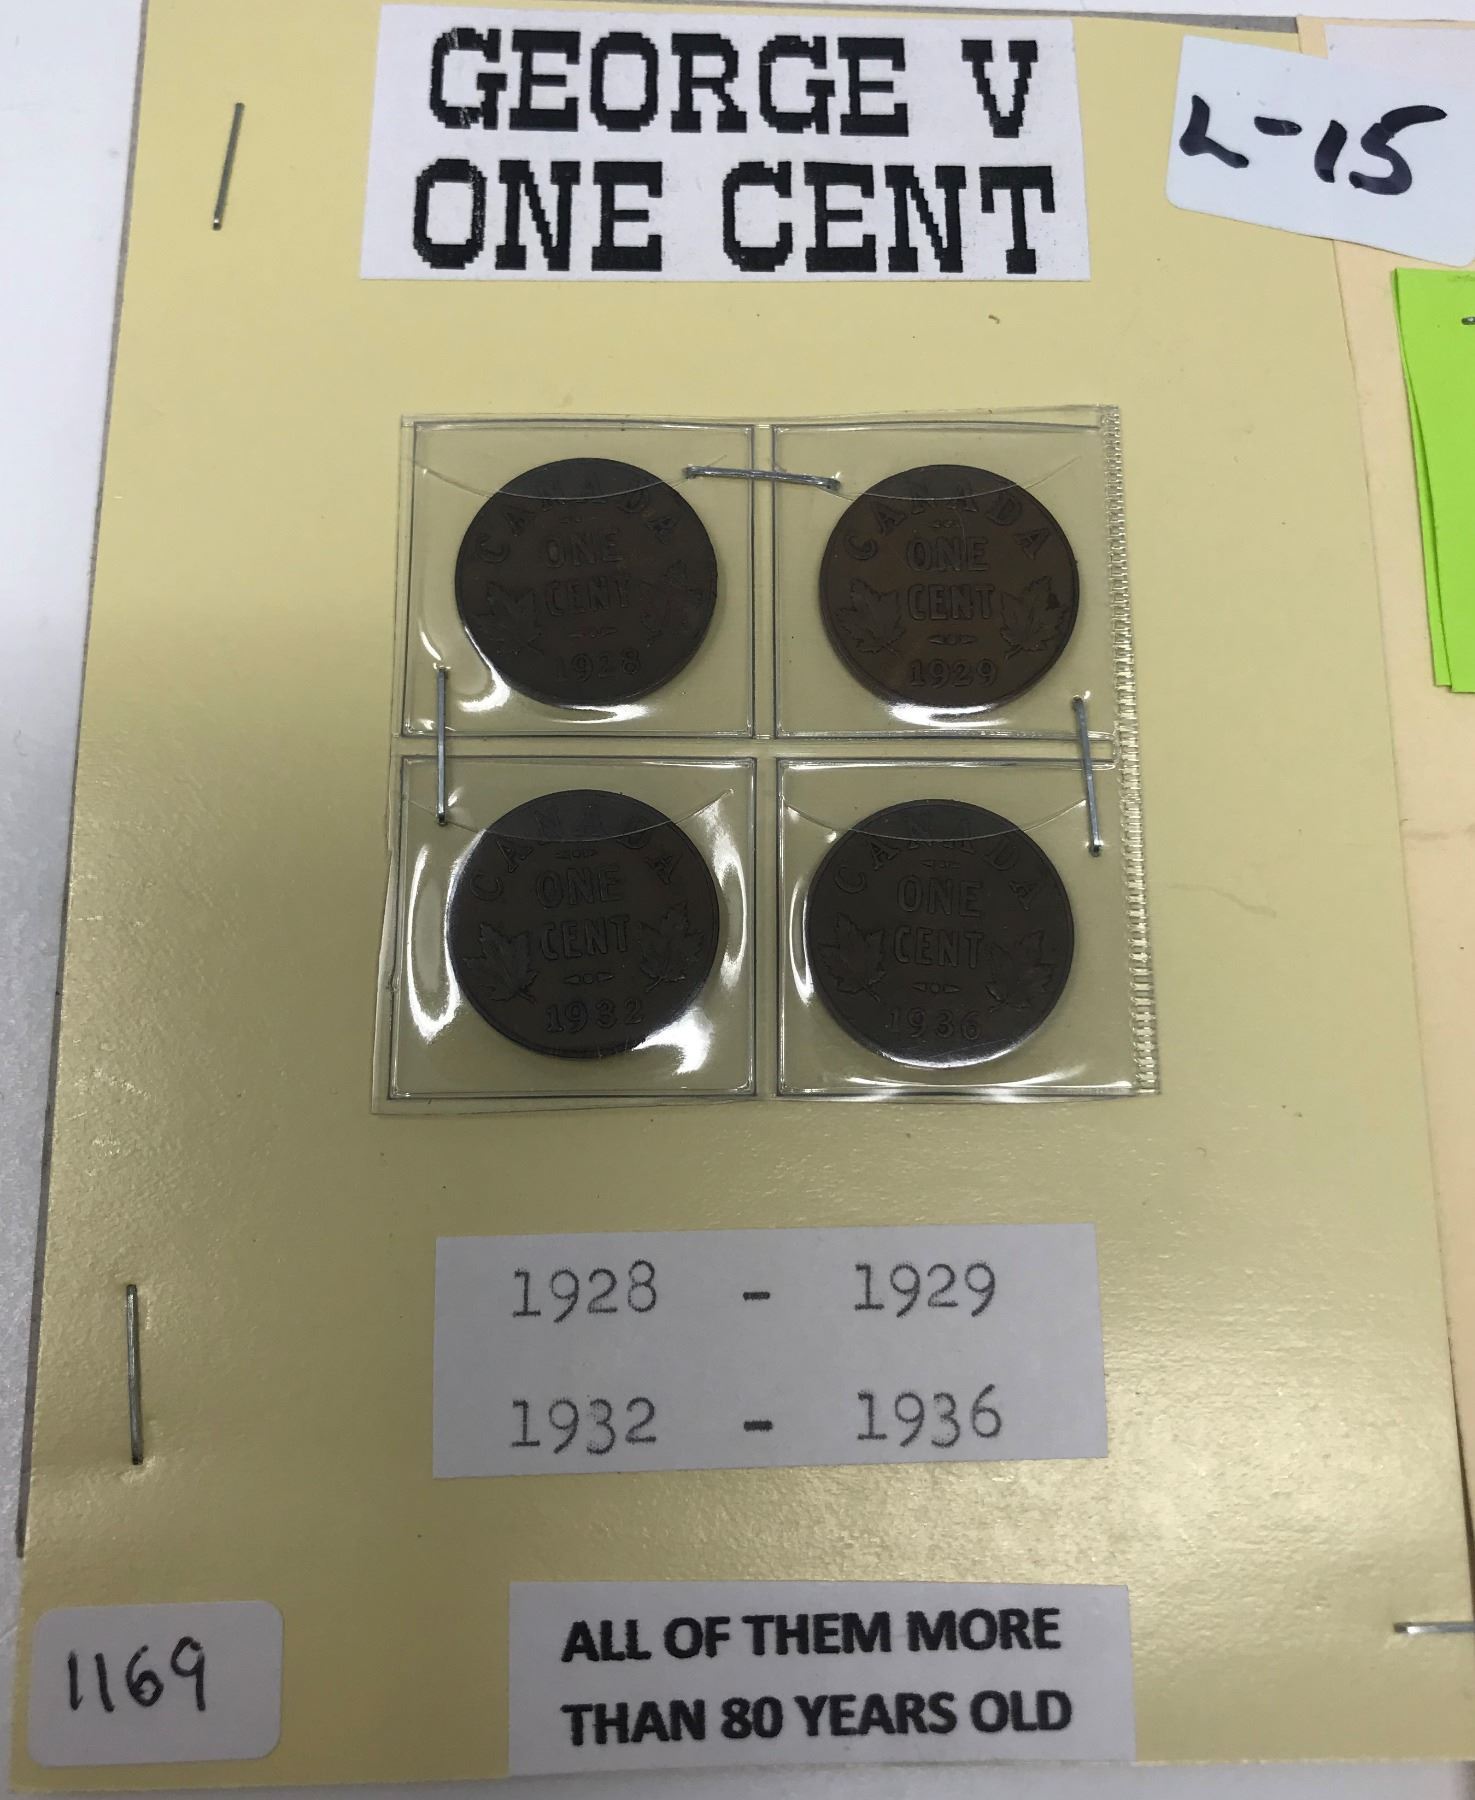 GEORGE V
ONE CENT
L-15
CANADA
ONE
CENT
1928
CANADA
ONE
CENT
1929
CANADA
ONE
CENT
1932
CANADA
ONE
CENT
1936
1928 - 1929
1932 - 1936
1169
ALL OF THEM MORE
THAN 80 YEARS OLD